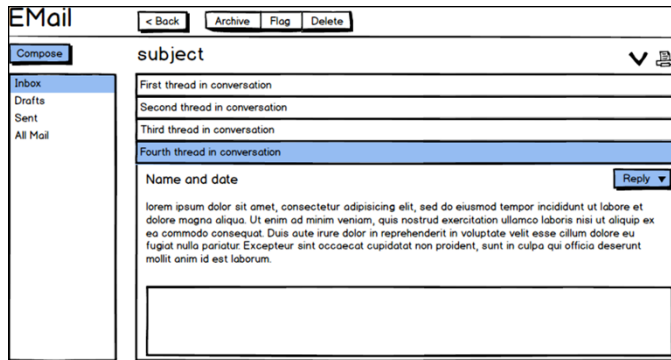 EMail
< Back
Archive
Flag
Delete
Compose
subject
Inbox
Drafts
Sent
All Mail
First thread in conversation
Second thread in conversation
Third thread in conversation
Fourth thread in conversation
Name and date
Reply
lorem ipsum dolor sit amet, consectetur adipisicing elit, sed do eiusmod tempor incididunt ut labore et
dolore magna aliqua. Ut enim ad minim veniam, quis nostrud exercitation ullamco laboris nisi ut aliquip ex
ea commodo consequat. Duis aute irure dolor in reprehenderit in voluptate velit esse cillum dolore eu
fugiat nulla pariatur. Excepteur sint occaecat cupidatat non proident, sunt in culpa qui officia deserunt
mollit anim id est laborum.